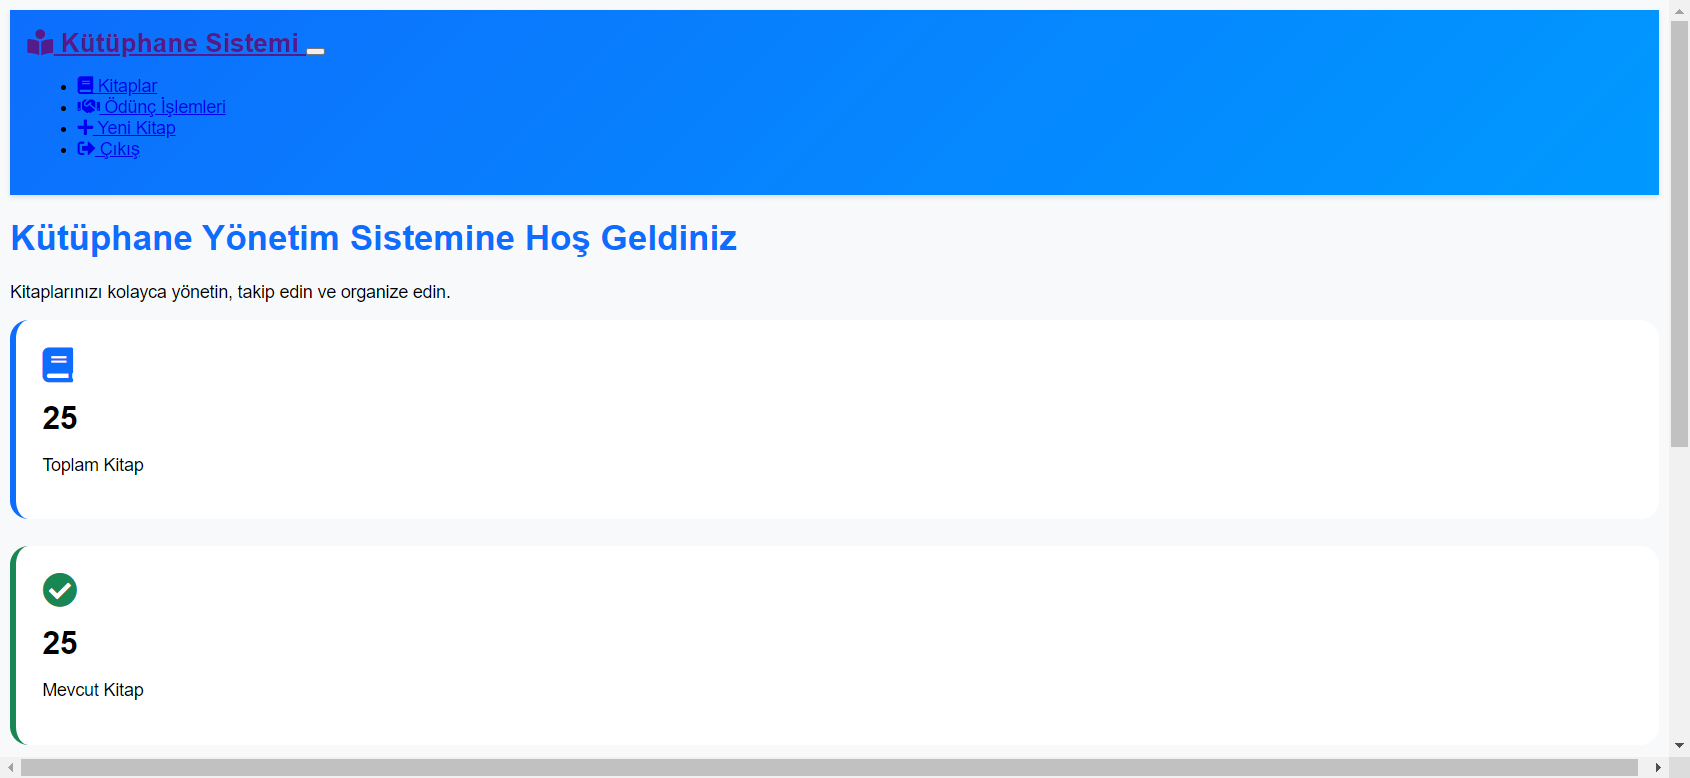 Kütüphane Sistemi
Kitaplar
Ödünç İşlemleri
Yeni Kitap
Çıkış
Kütüphane Yönetim Sistemine Hoş Geldiniz
Kitaplarınızı kolayca yönetin, takip edin ve organize edin.
25
Toplam Kitap
25
Mevcut Kitap